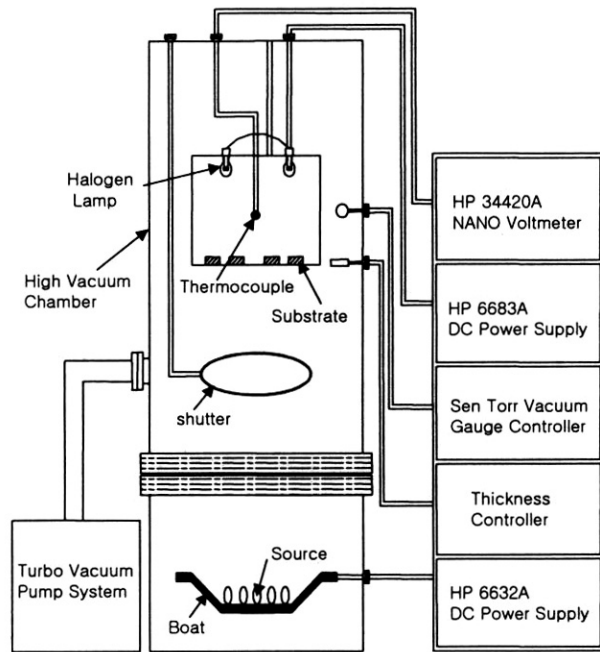 Halogen
Lamp
High Vacuum
Chamber
Thermocouple
Substrate
shutter
Turbo Vacuum
Pump System
Source
Boat
HP 34420A
NANO Voltmeter
HP 6683A
DC Power Supply
Sen Torr Vacuum
Gauge Controller
Thickness
Controller
HP 6632A
DC Power Supply